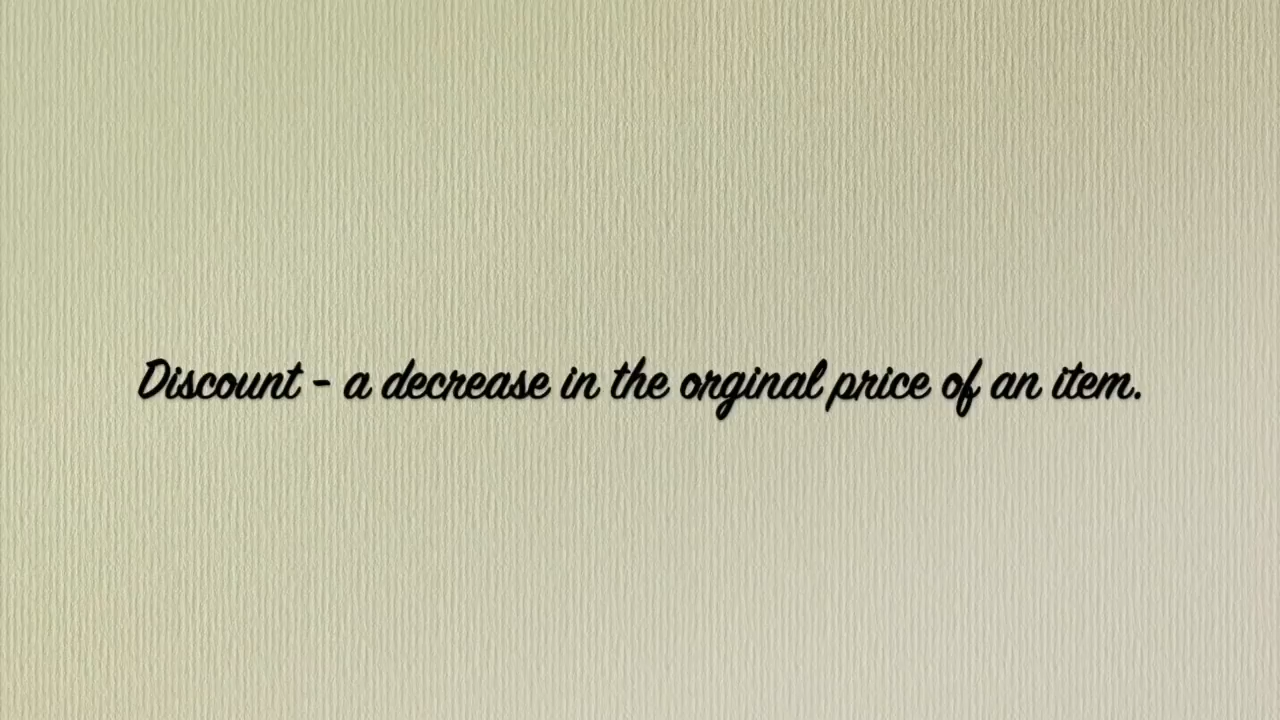 Discount - a decrease in the orginal price of an item.